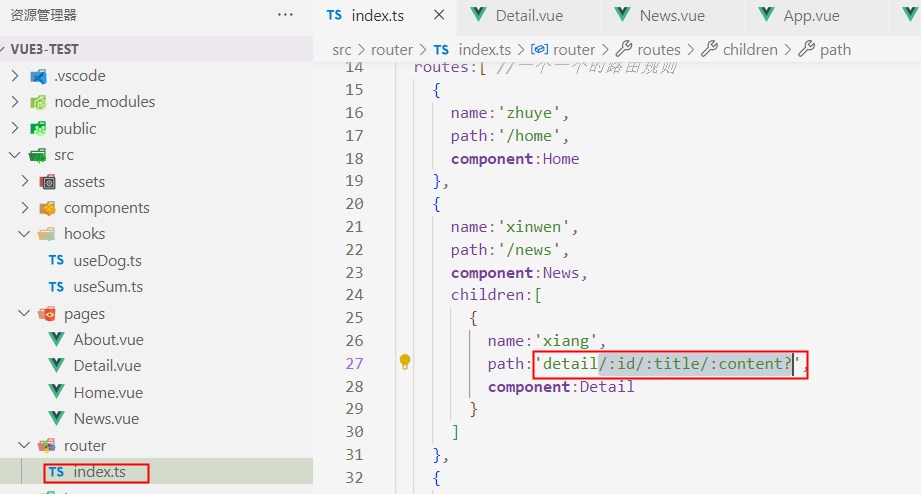 资源管理器 ···
VUE3-TEST
.vscode
node_modules
public
src
assets
components
hooks
TS useDog.ts
TS useSum.ts
pages
About.vue
Detail.vue
Home.vue
News.vue
router
TS index.ts
TS index.ts × Detail.vue News.vue App.vue
src > router > TS index.ts > router > routes > children > path
14 routes:[ //一个一个的路由规则
15 {
16 name:'zhuye',
17 path:'/home',
18 component:Home
19 },
20 {
21 name:'xinwen',
22 path:'/news',
23 component:News,
24 children:[
25 {
26 name:'xiang',
27 path:'detail/:id/:title/:content?',
28 component:Detail
29 }
30 ]
31 },
32 {